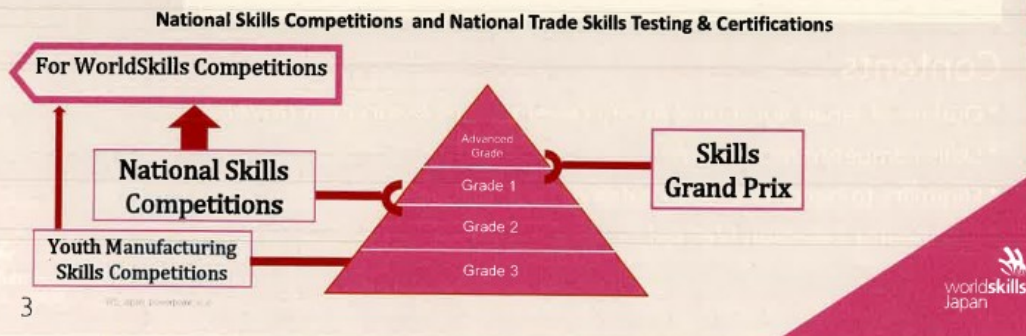 National Skills Competitions and National Trade Skills Testing & Certifications
For WorldSkills Competitions
National Skills
Competitions
Youth Manufacturing
Skills Competitions
Advanced
Grade
Grade 1
Grade 2
Grade 3
Skills
Grand Prix
3
worldskills
Japan